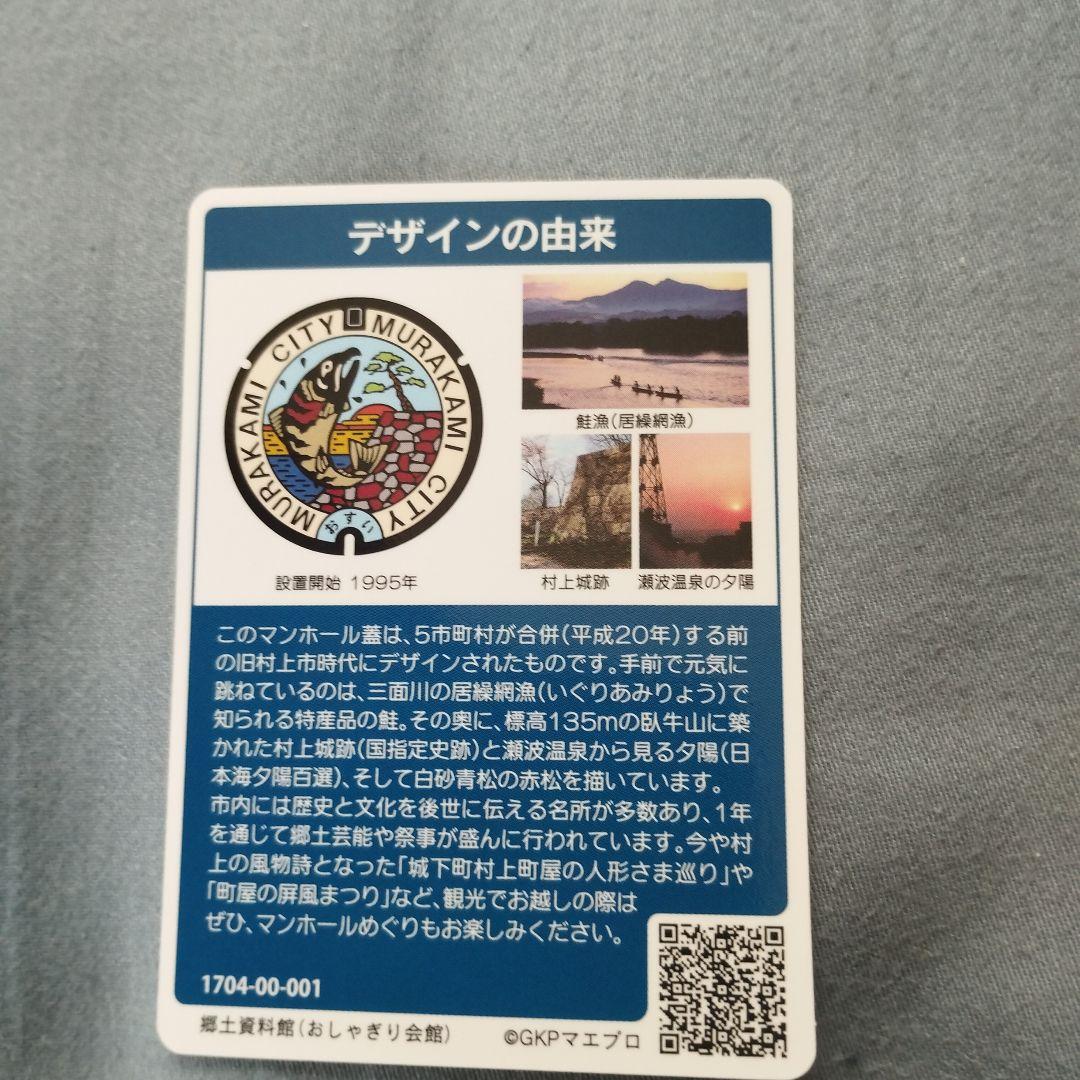 デザインの由来
MURAKAMI CITY MURAKAMI CITY
おすい
設置開始 1995年
鮭漁(居繰網漁)
村上城跡
瀬波温泉の夕陽
このマンホール蓋は、5市町村が合併(平成20年)する前
の旧村上市時代にデザインされたものです。手前で元気に
跳ねているのは、三面川の居繰網漁(いぐりあみりょう)で
知られる特産品の鮭。その奥に、標高135mの臥牛山に築
かれた村上城跡(国指定史跡)と瀬波温泉から見る夕陽(日
本海夕陽百選)、そして白砂青松の赤松を描いています。
市内には歴史と文化を後世に伝える名所が多数あり、1年
を通じて郷土芸能や祭事が盛んに行われています。今や村
上の風物詩となった「城下町村上町屋の人形さま巡り」や
「町屋の屏風まつり」など、観光でお越しの際は
ぜひ、マンホールめぐりもお楽しみください。
1704-00-001
郷土資料館(おしゃぎり会館)
©GKPマエプロ